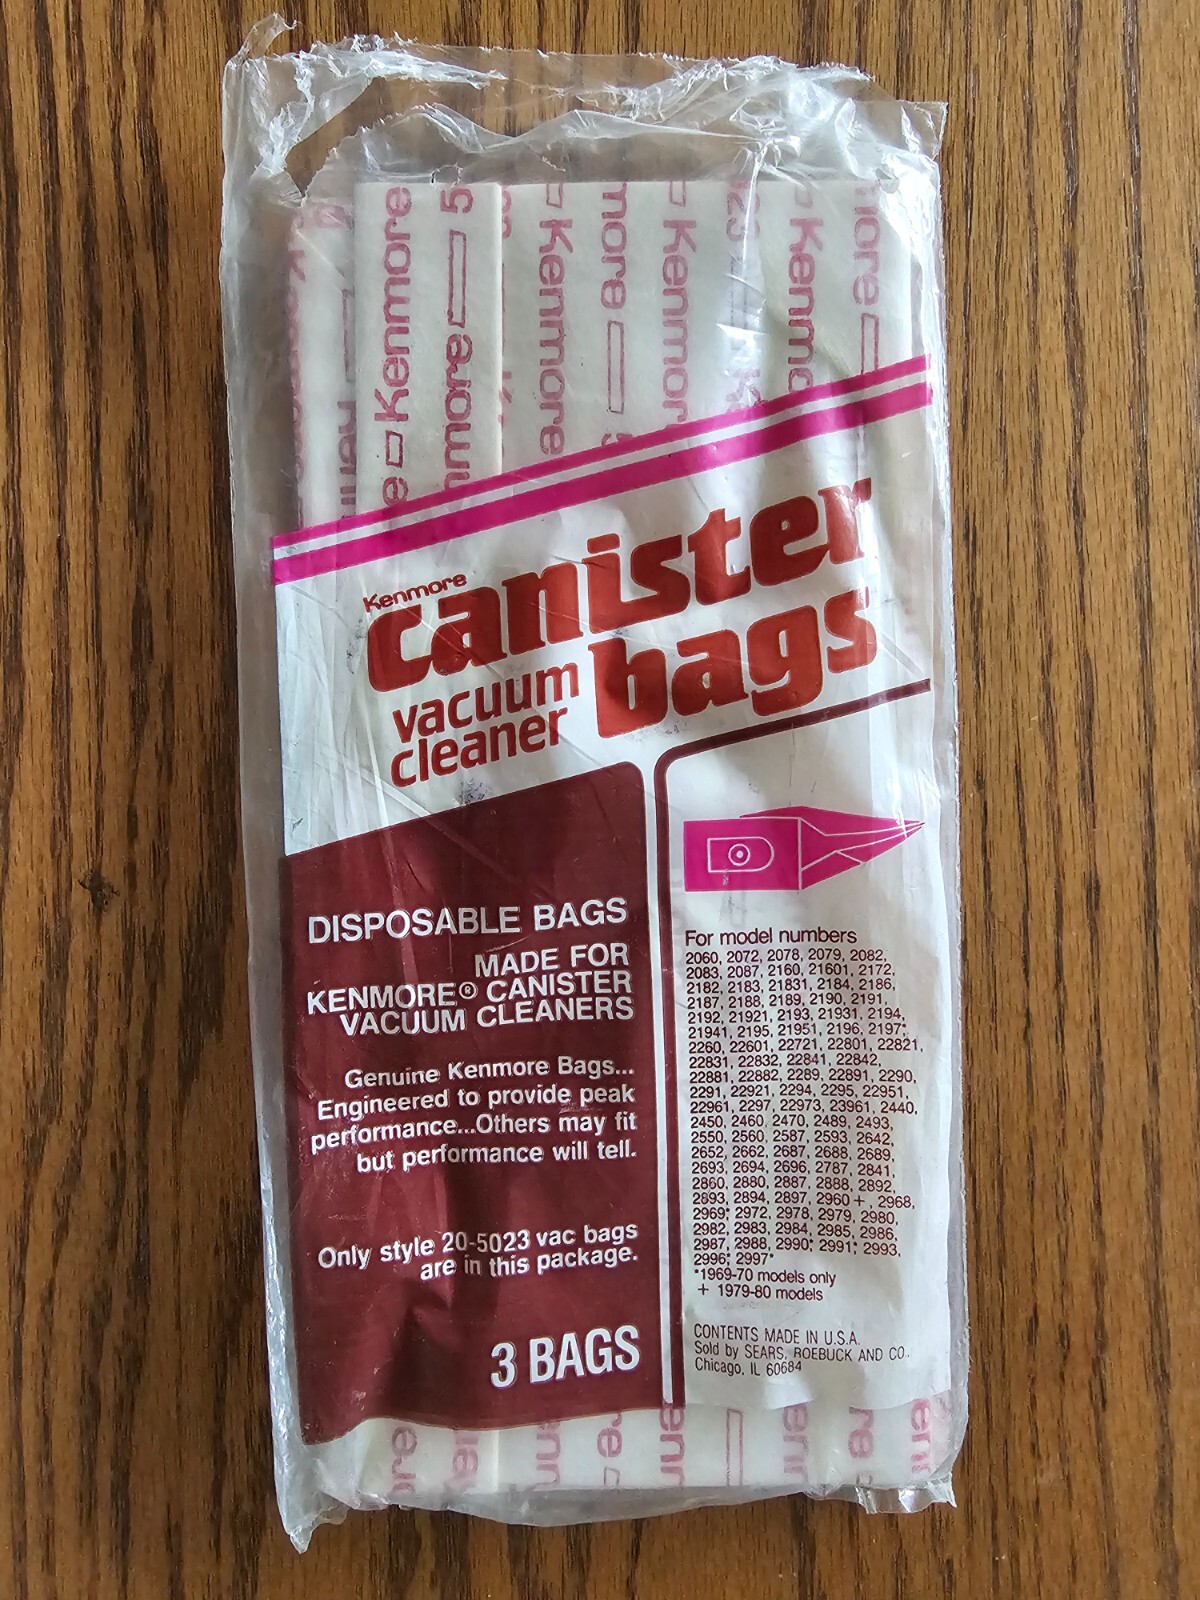 Kenmore
canister
vacuum
cleaner
bags
DISPOSABLE BAGS
MADE FOR
KENMORE® CANISTER
VACUUM CLEANERS
Genuine Kenmore Bags...
Engineered to provide peak
performance...Others may fit
but performance will tell.
Only style 20-5023 vac bags
are in this package.
3 BAGS
For model numbers
2060, 2072, 2078, 2079, 2082,
2083, 2087, 2160, 21601, 2172,
2182, 2183, 21831, 2184, 2186,
2187, 2188, 2189, 2190, 2191,
2192, 21921, 2193, 21931, 2194,
21941, 2195, 21951, 2196, 2197*,
2260, 22601, 22721, 22801, 22821,
22831, 22832, 22841, 22842,
22881, 22882, 2289, 22891, 2290,
2291, 22921, 2294, 2295, 22951,
22961, 2297, 22973, 23961, 2440,
2450, 2460, 2470, 2489, 2493,
2550, 2560, 2587, 2593, 2642,
2652, 2662, 2687, 2688, 2689,
2693, 2694, 2696, 2787, 2841,
2860, 2880, 2887, 2888, 2892,
2893, 2894, 2897, 2960+, 2968,
2969*, 2972, 2978, 2979, 2980,
2982, 2983, 2984, 2985, 2986,
2987, 2988, 2990*, 2991*, 2993,
2996*, 2997*
*1969-70 models only
+ 1979-80 models
CONTENTS MADE IN U.S.A.
Sold by SEARS, ROEBUCK AND CO.,
Chicago, IL 60684
Kenmore
Kenmore
Kenmore